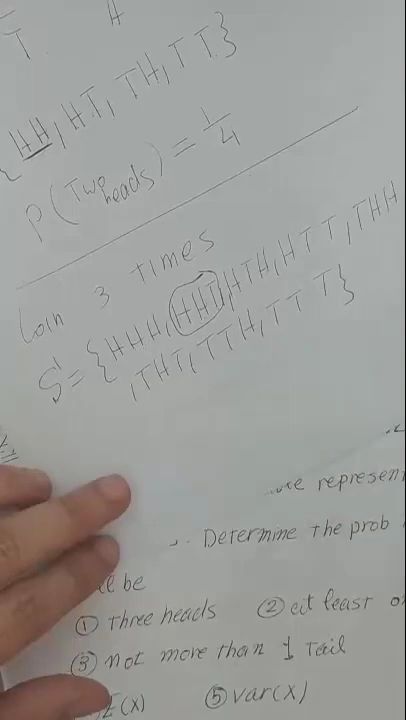 T H
{HH, HT, TH, TT}
P(Two heads) = 1/4
Coin 3 times
S = {HHH, HHT, HTH, HTT, THH
, THT, TTH, TTT}
represen
Determine The prob
be
① Three heads ② at least
③ not more than 1 Tail
E(X) ⑤ var(X)